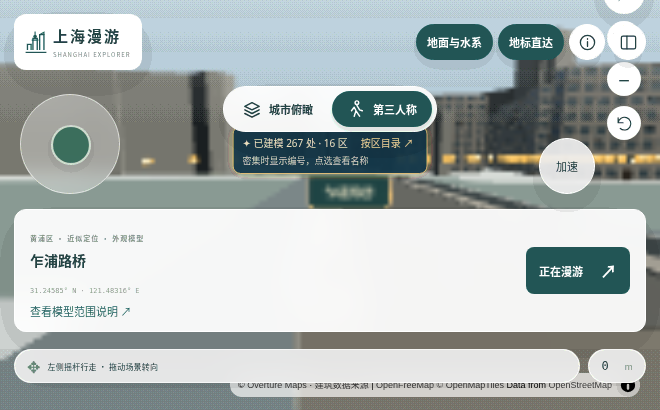 上海漫游
SHANGHAI EXPLORER
地面与水系
地标直达
城市俯瞰
第三人称
✦ 已建模 267 处 · 16 区 按区目录 ↗
密集时显示编号，点选查看名称
加速
黄浦区 · 近似定位 · 外观模型
乍浦路桥
31.24585° N · 121.48316° E
查看模型范围说明 ↗
正在漫游 ↗
左侧摇杆行走 · 拖动场景转向
0 m
© Overture Maps · 建筑数据来源 | OpenFreeMap © OpenMapTiles Data from OpenStreetMap